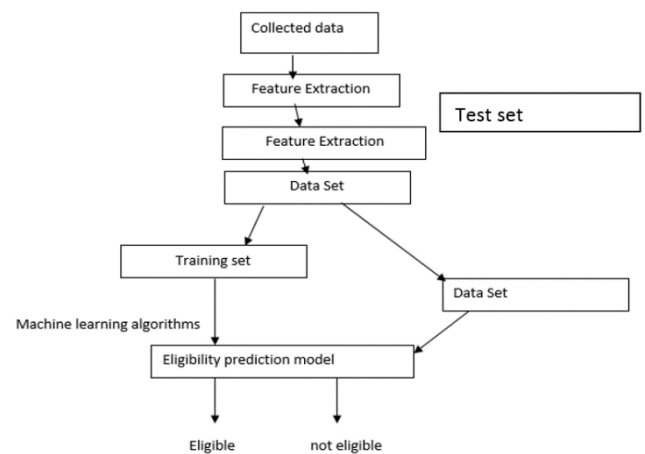 Collected data
Feature Extraction
Test set
Feature Extraction
Data Set
Training set
Data Set
Machine learning algorithms
Eligibility prediction model
Eligible
not eligible